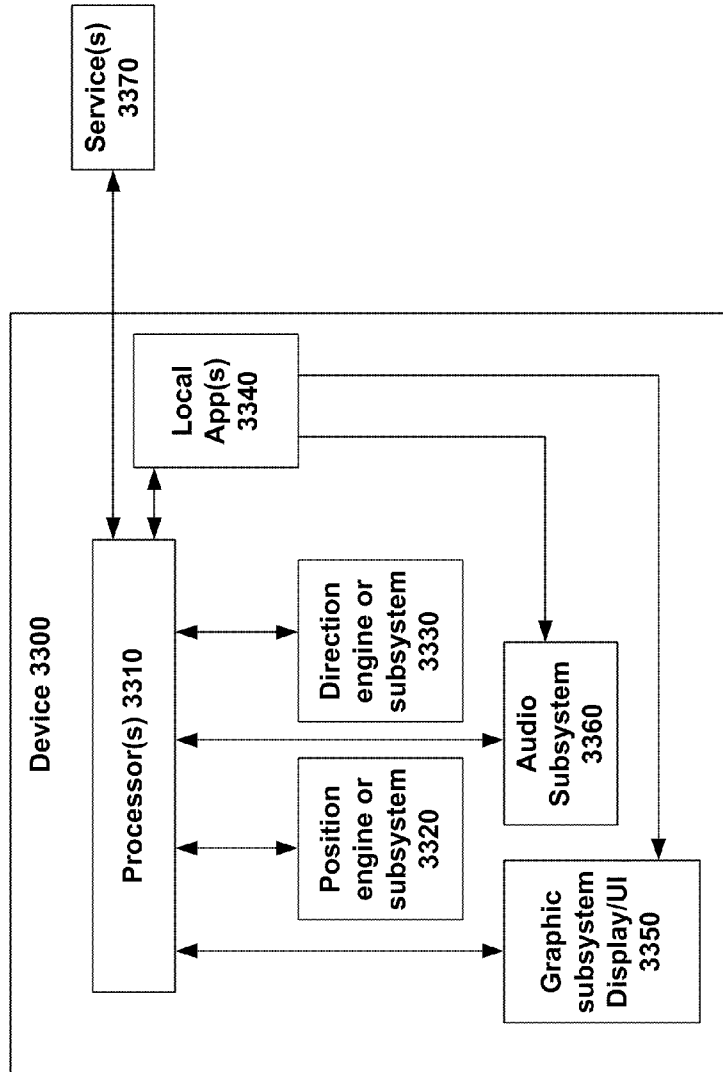 Device 3300
Processor(s) 3310
Service(s)
3370
Local
App(s)
3340
Position
engine or
subsystem
3320
Direction
engine or
subsystem
3330
Graphic
subsystem
Display/UI
3350
Audio
Subsystem
3360